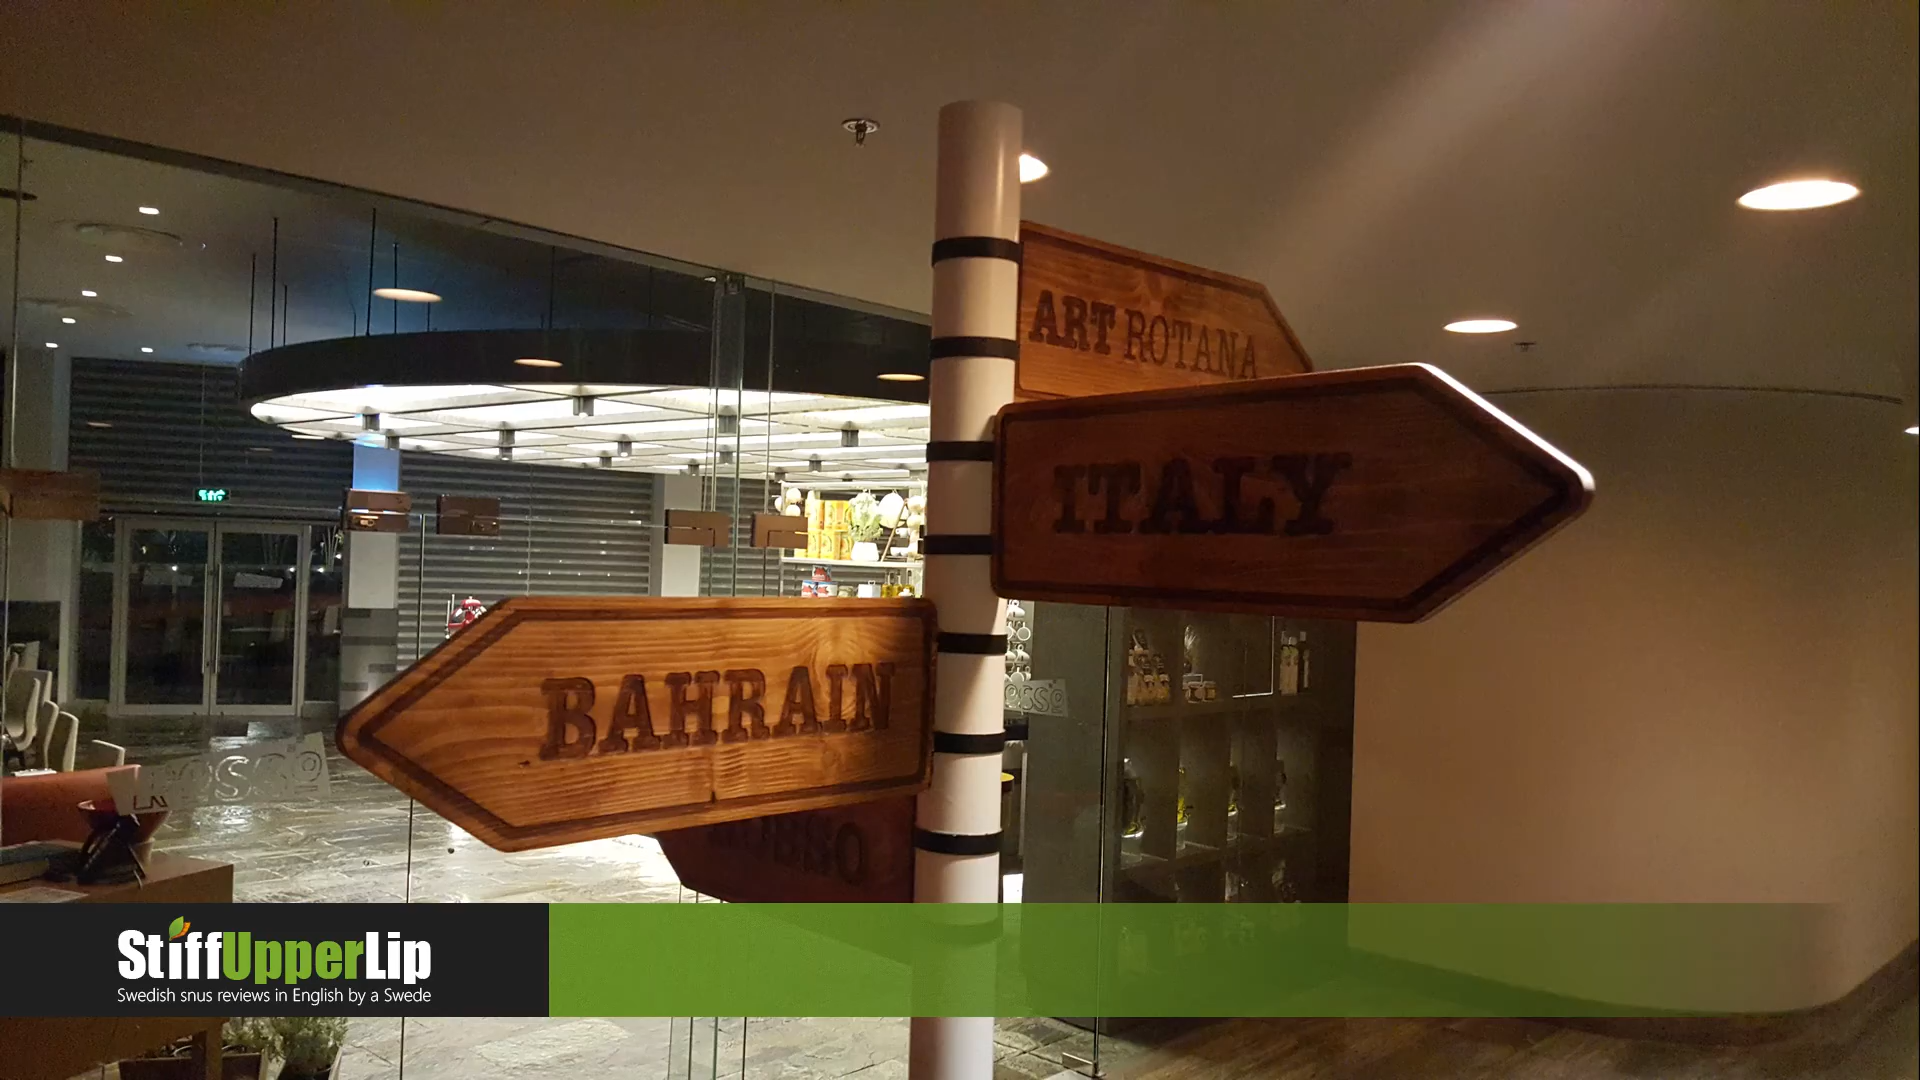 ART ROTANA
ITALY
BAHRAIN
StiffUpperLip
Swedish snus reviews in English by a Swede